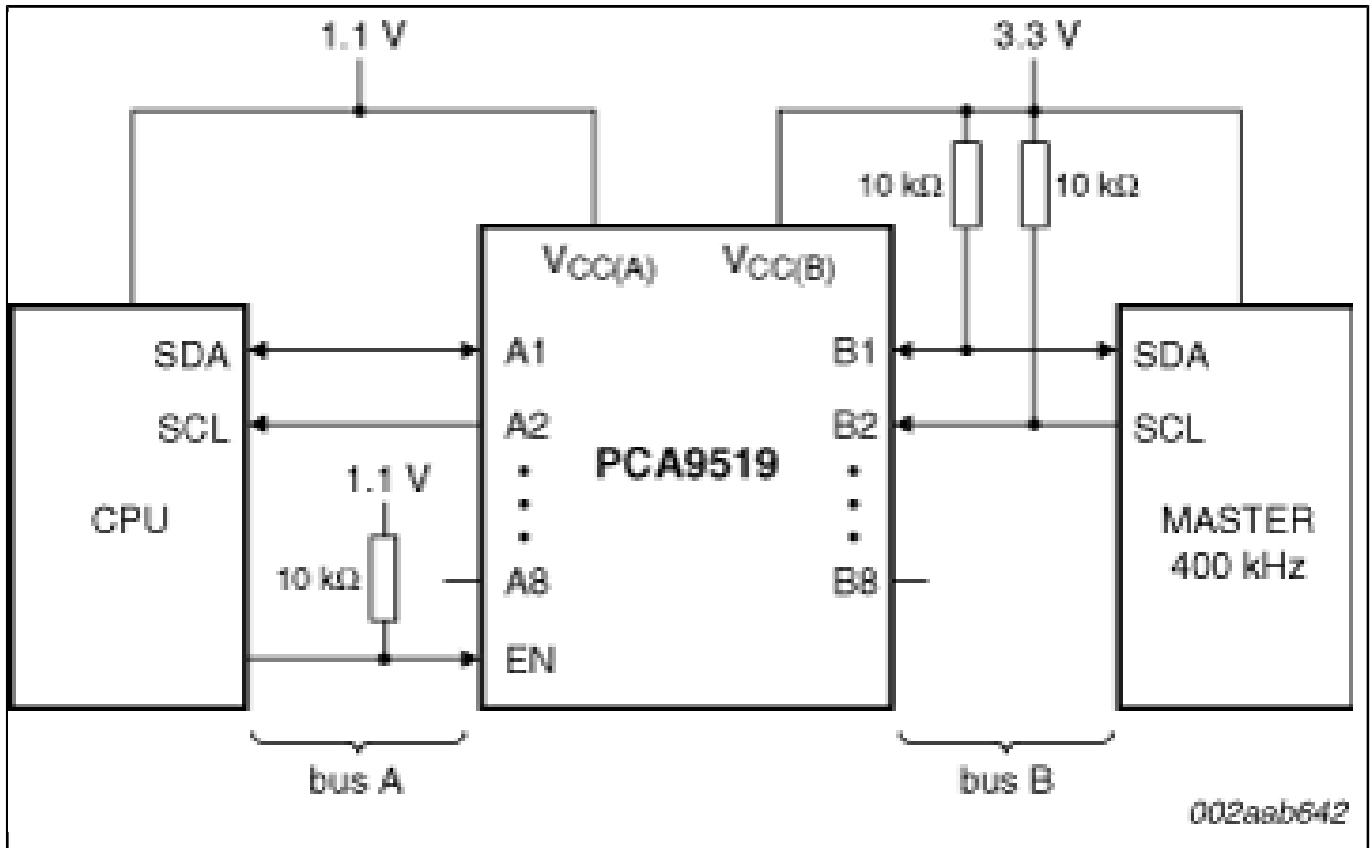 1.1 V
3.3 V
10 kΩ
10 kΩ
VCC(A)
VCC(B)
SDA
A1
B1
SDA
SCL
A2
B2
SCL
PCA9519
1.1 V
CPU
MASTER
400 kHz
10 kΩ
A8
B8
EN
bus A
bus B
002aab642